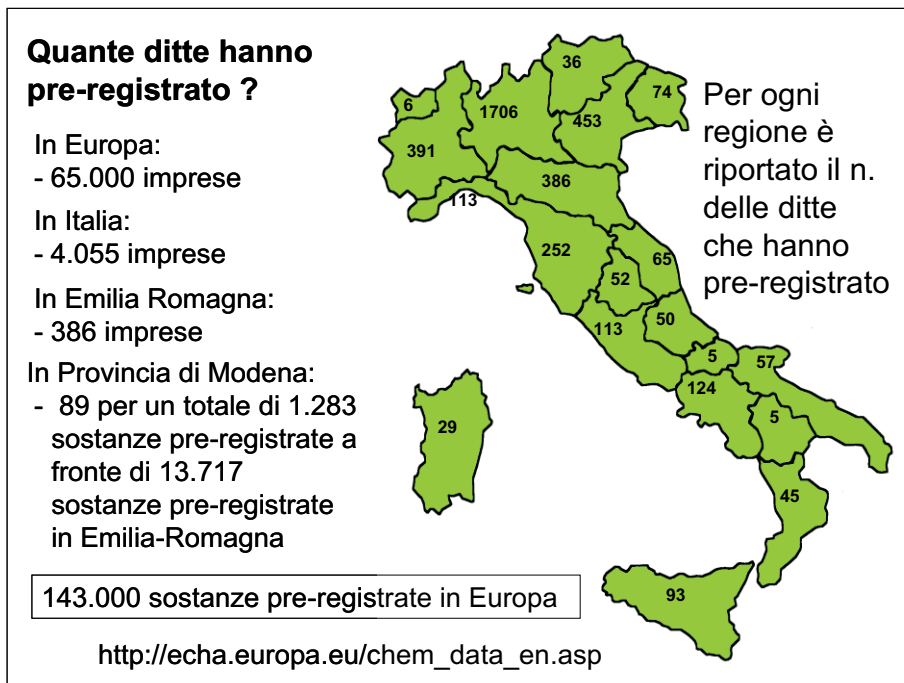 Quante ditte hanno
pre-registrato ?
In Europa:
- 65.000 imprese
In Italia:
- 4.055 imprese
In Emilia Romagna:
- 386 imprese
In Provincia di Modena:
- 89 per un totale di 1.283
sostanze pre-registrate a
fronte di 13.717
sostanze pre-registrate
in Emilia-Romagna
143.000 sostanze pre-registrate in Europa
http://echa.europa.eu/chem_data_en.asp
36
6
1706
74
453
391
386
113
252
65
52
50
113
5
57
124
5
29
45
93
Per ogni
regione è
riportato il n.
delle ditte
che hanno
pre-registrato